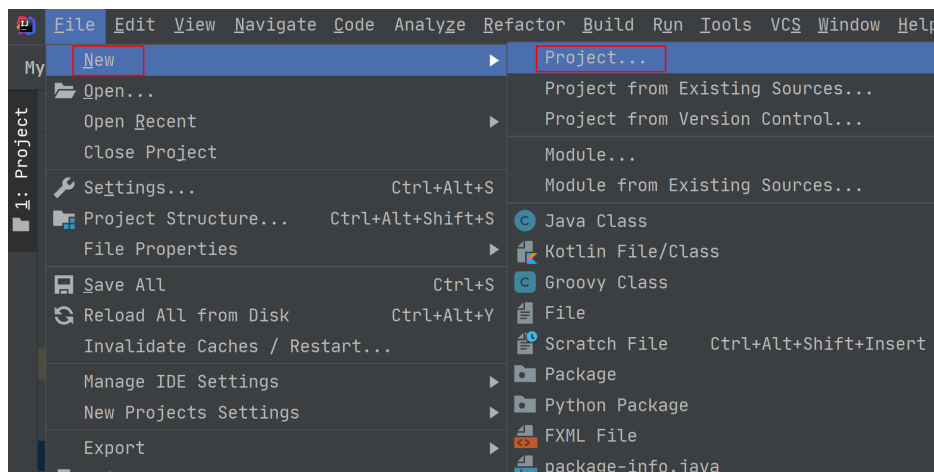 File Edit View Navigate Code Analyze Refactor Build Run Tools VCS Window Help
My
1: Project
New
Open...
Open Recent
Close Project
Settings... Ctrl+Alt+S
Project Structure... Ctrl+Alt+Shift+S
File Properties
Save All Ctrl+S
Reload All from Disk Ctrl+Alt+Y
Invalidate Caches / Restart...
Manage IDE Settings
New Projects Settings
Export
Project...
Project from Existing Sources...
Project from Version Control...
Module...
Module from Existing Sources...
Java Class
Kotlin File/Class
Groovy Class
File
Scratch File Ctrl+Alt+Shift+Insert
Package
Python Package
FXML File
package-info.java